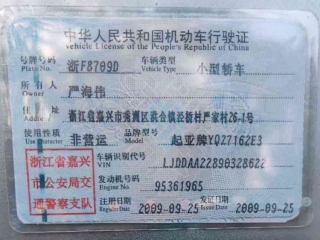 中华人民共和国机动车行驶证
Vehicle License of the People's Republic of China
号牌号码 浙F8709D 车辆类型 小型轿车
Plate No. Vehicle Type
所有人 严海伟
Owner
住址 浙江省嘉兴市秀洲区 村严家村26-1号
Address
使用性质 非营运 品牌型号 起亚牌YQZ7162E3
Use Character Model
浙江省嘉兴
市公安局交
通警察支队
车辆识别代号 LJDDAA22890328622
VIN
发动机号码 95361965
Engine No.
注册日期 2009-09-25 发证日期 2009-09-25
Register Date Issue Date